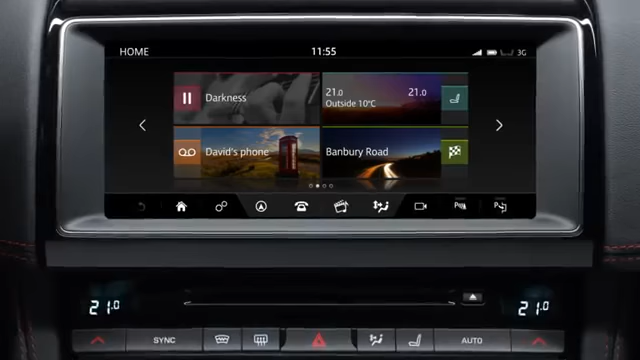 HOME
11:55
3G
Darkness
21.0
21.0
Outside 10°C
David's phone
Banbury Road
21.0
21.0
SYNC
AUTO